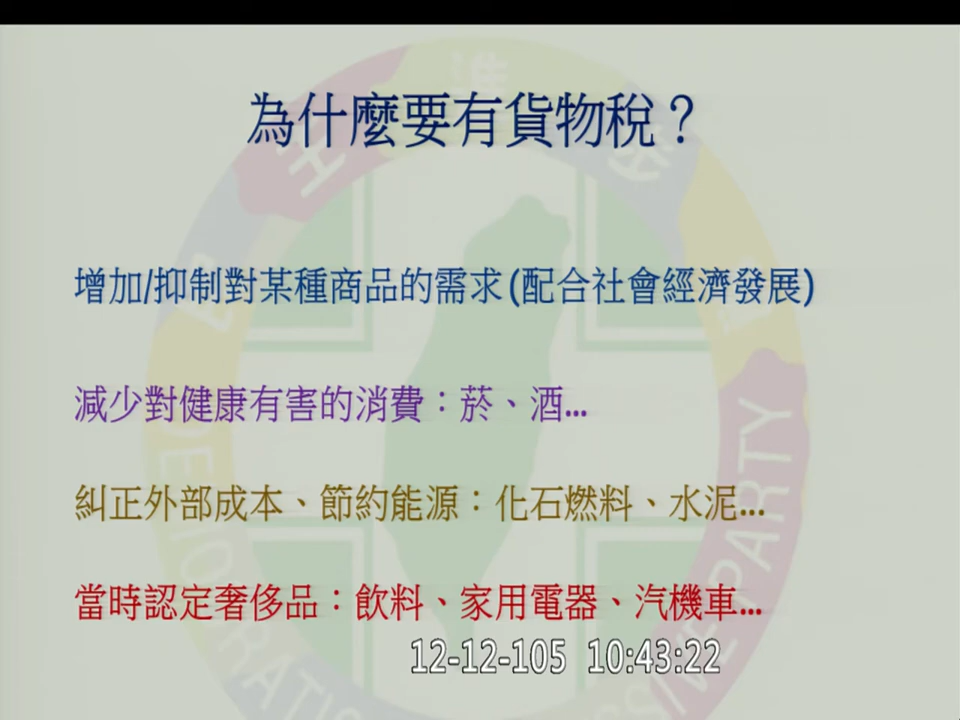 為什麼要有貨物稅？
增加/抑制對某種商品的需求(配合社會經濟發展)
減少對健康有害的消費：菸、酒...
糾正外部成本、節約能源：化石燃料、水泥...
當時認定奢侈品：飲料、家用電器、汽機車...
12-12-105 10:43:22